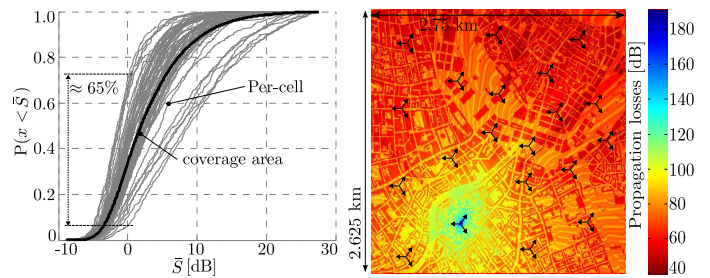 1.0
0.8
0.6
0.4
0.2
0
P(x < S̄)
≈ 65%
Per-cell
coverage area
-10
0
10
20
30
S̄ [dB]
2.75 km
2.625 km
180
160
140
120
100
80
60
40
Propagation losses [dB]